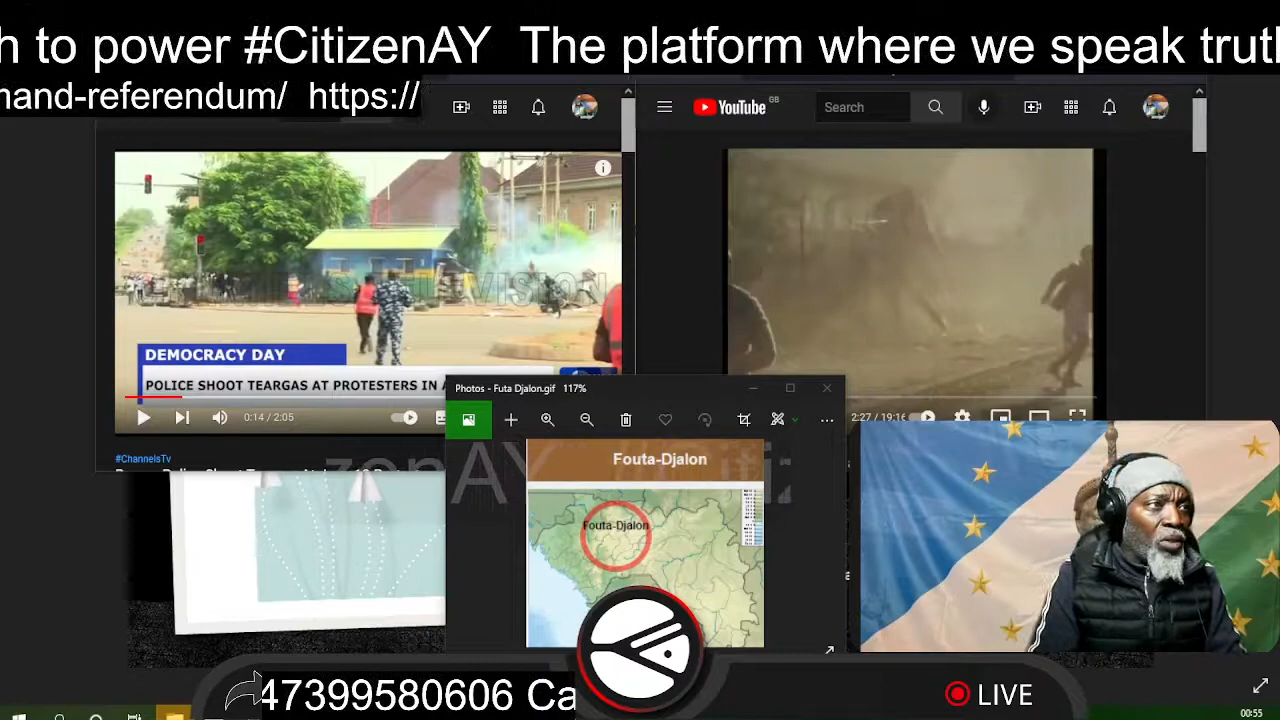 h to power #CitizenAY The platform where we speak trut
mand-referendum/ https://
YouTube GB
Search
DEMOCRACY DAY
POLICE SHOOT TEARGAS AT PROTESTERS IN A
0:14 / 2:05
#ChannelsTv
Photos - Futa Djalon.gif 117%
2:27 / 19:16
Fouta-Djalon
Fouta-Djalon
47399580606 Ca
LIVE
00:55